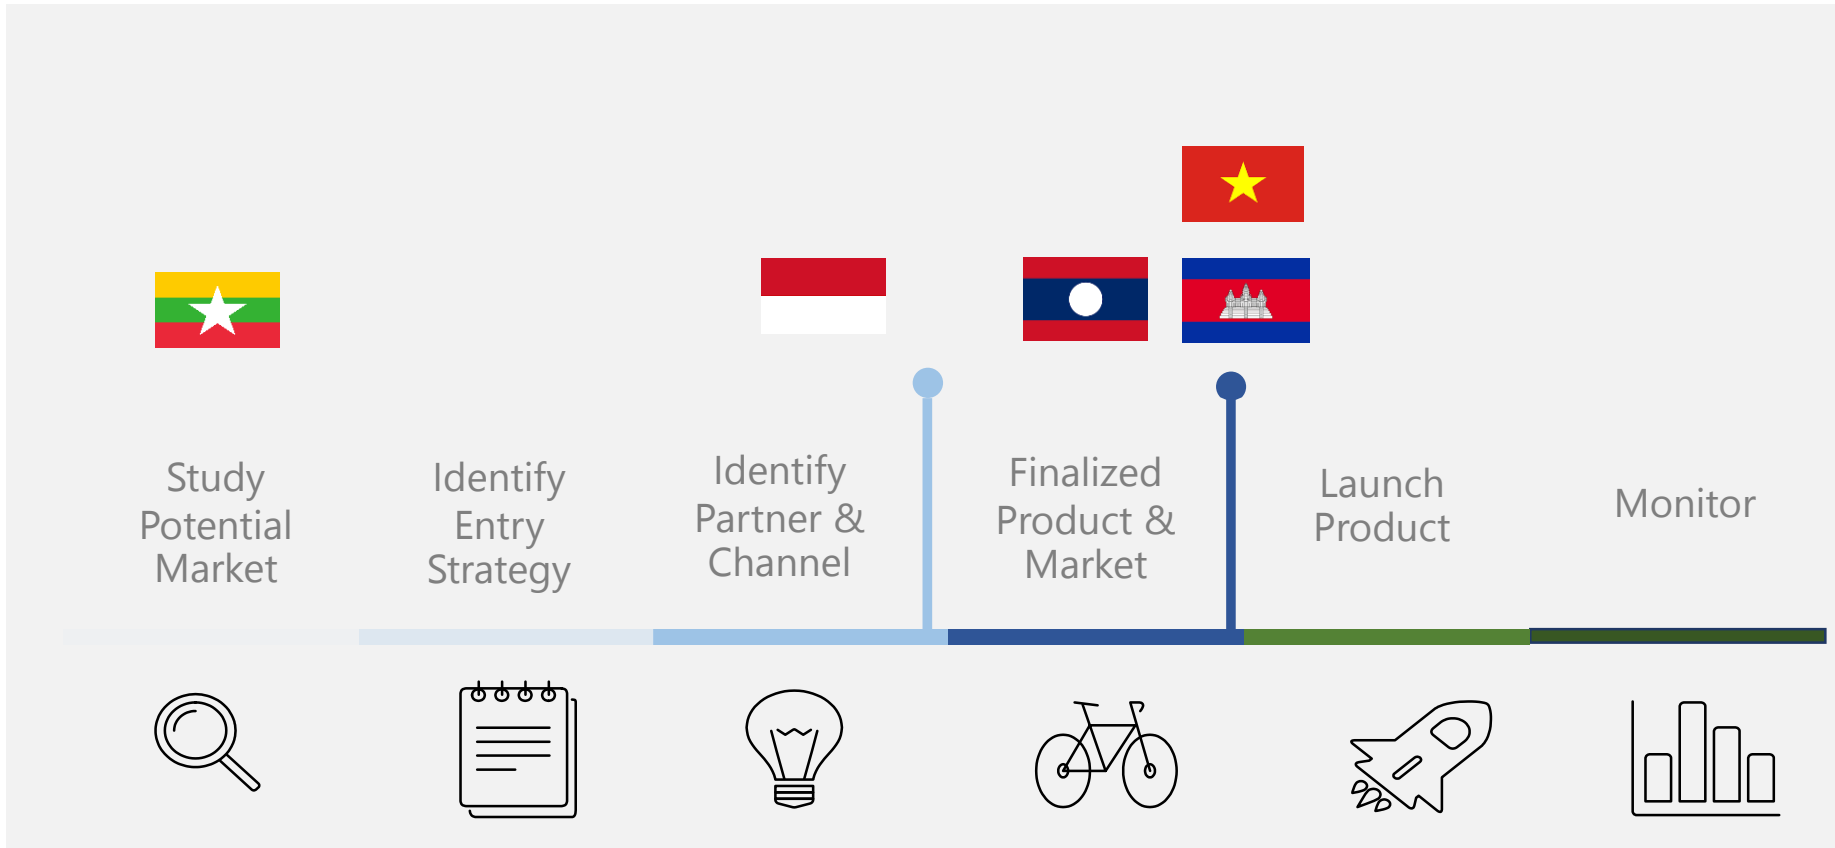 Study
Potential
Market
Identify
Entry
Strategy
Identify
Partner &
Channel
Finalized
Product &
Market
Launch
Product
Monitor